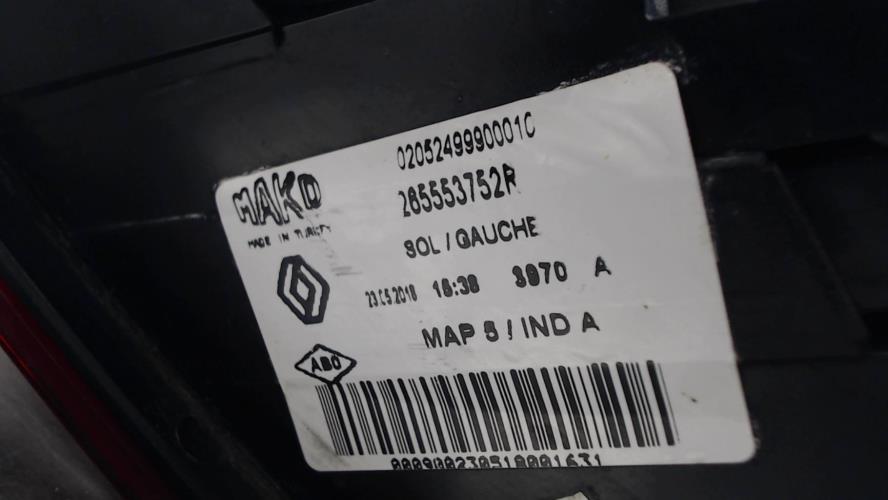 0205249990001C
MAKO
265553752R
MADE IN TURKEY
SOL / GAUCHE
23.05.2018 16:38 3970 A
MAP 5 / IND A
ABO